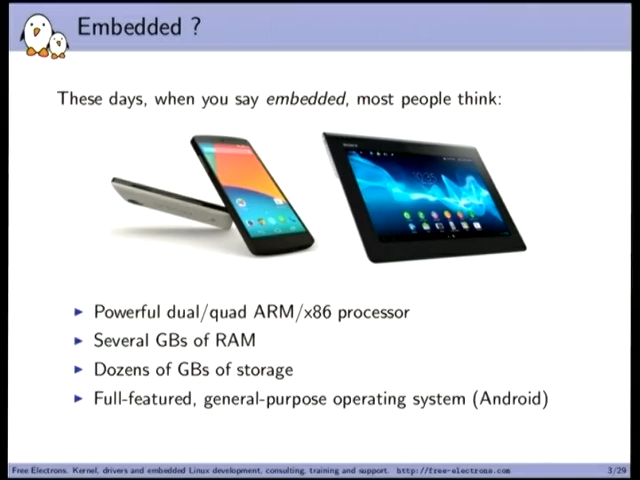 Embedded ?
These days, when you say embedded, most people think:
SONY
Powerful dual/quad ARM/x86 processor
Several GBs of RAM
Dozens of GBs of storage
Full-featured, general-purpose operating system (Android)
Free Electrons. Kernel, drivers and embedded Linux development, consulting, training and support. http://free-electrons.com 3/29